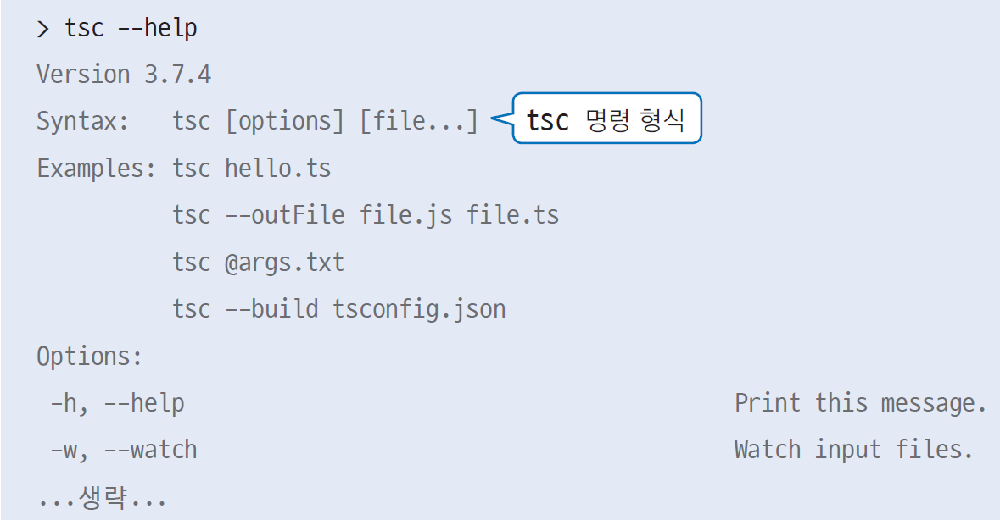 > tsc --help
Version 3.7.4
Syntax: tsc [options] [file...] tsc 명령 형식
Examples: tsc hello.ts
tsc --outFile file.js file.ts
tsc @args.txt
tsc --build tsconfig.json
Options:
-h, --help Print this message.
-w, --watch Watch input files.
...생략...